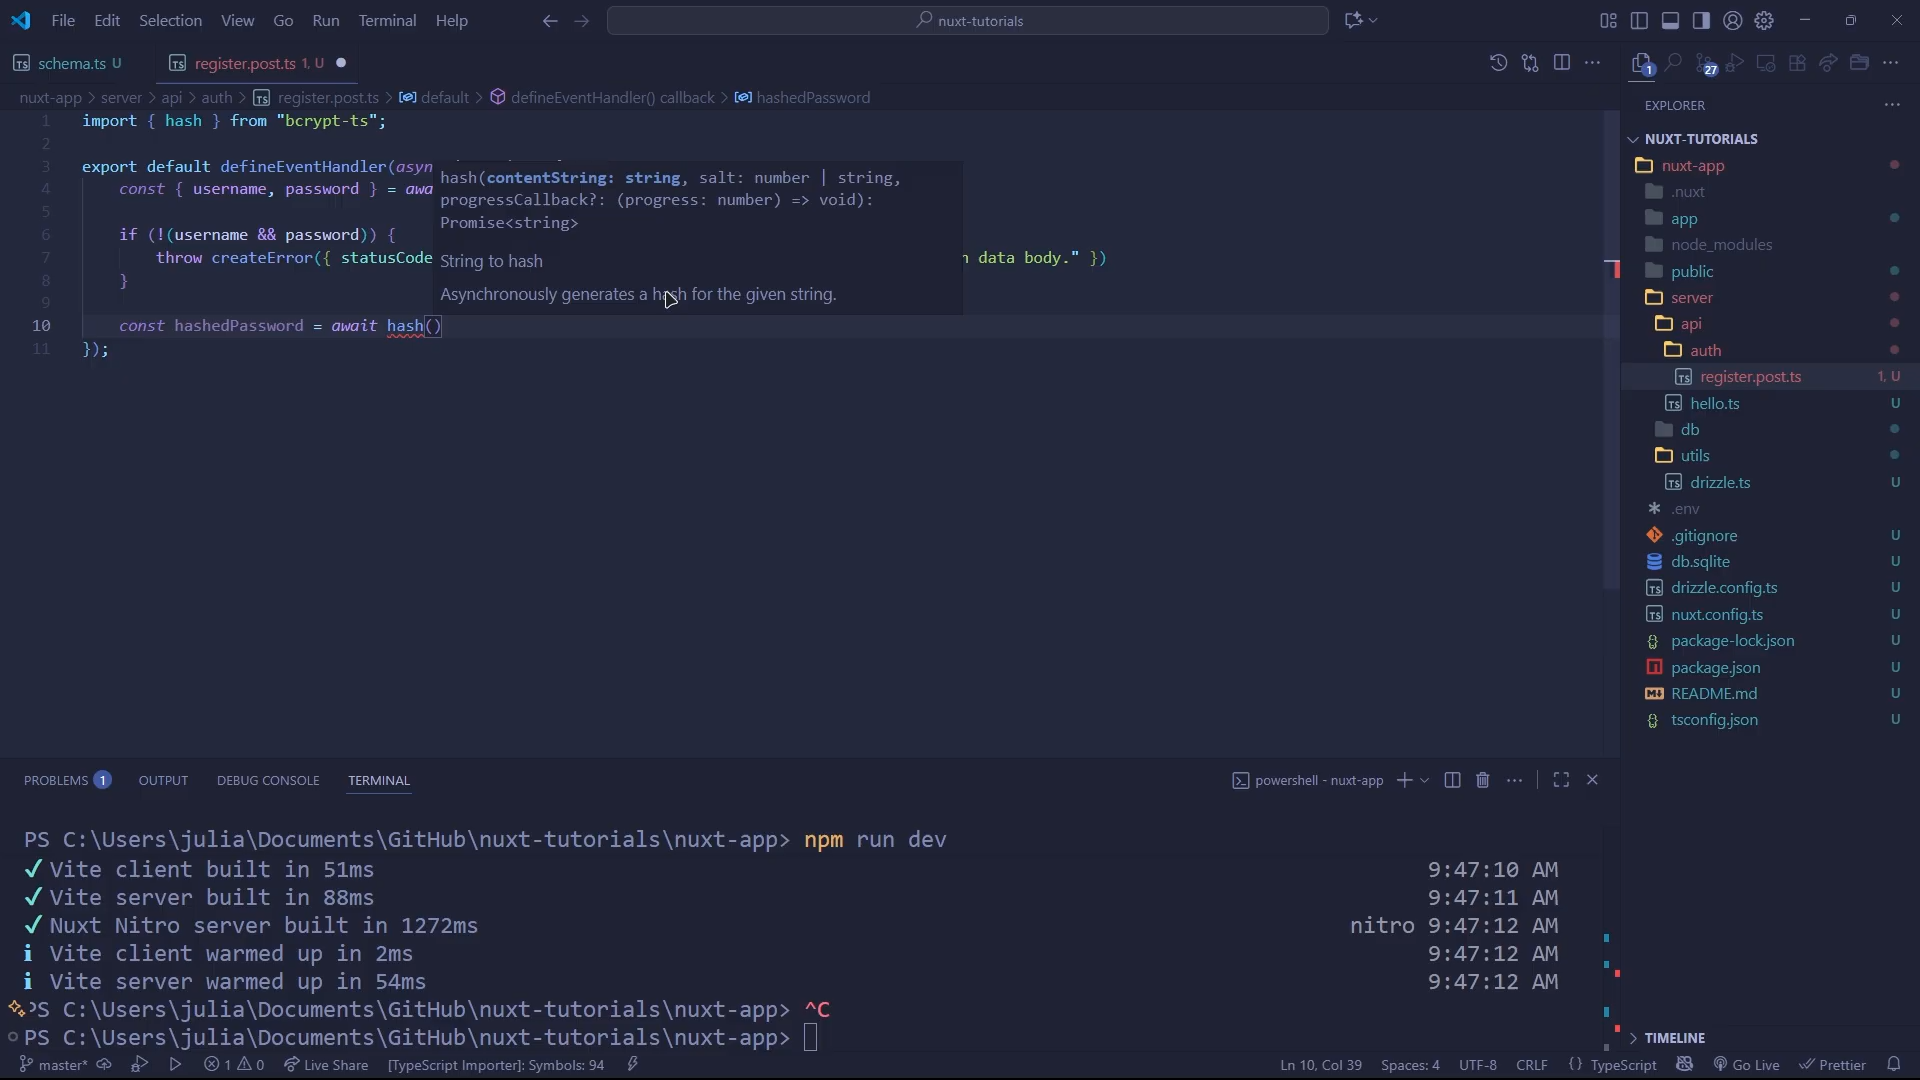 File Edit Selection View Go Run Terminal Help
nuxt-tutorials
schema.ts U
register.post.ts 1, U
nuxt-app > server > api > auth > register.post.ts > default > defineEventHandler() callback > hashedPassword
1 import { hash } from "bcrypt-ts";
2
3 export default defineEventHandler(asyn
4 const { username, password } = awa
5
6 if (!(username && password)) {
7 throw createError({ statusCode n data body." })
8 }
9
10 const hashedPassword = await hash()
11 });
hash(contentString: string, salt: number | string,
progressCallback?: (progress: number) => void):
Promise<string>
String to hash
Asynchronously generates a hash for the given string.
1
27
EXPLORER
NUXT-TUTORIALS
nuxt-app
.nuxt
app
node_modules
public
server
api
auth
register.post.ts 1, U
hello.ts U
db
utils
drizzle.ts U
.env
.gitignore U
db.sqlite U
drizzle.config.ts U
nuxt.config.ts U
package-lock.json U
package.json U
README.md U
tsconfig.json U
TIMELINE
PROBLEMS 1 OUTPUT DEBUG CONSOLE TERMINAL
powershell - nuxt-app
PS C:\Users\julia\Documents\GitHub\nuxt-tutorials\nuxt-app> npm run dev
✓ Vite client built in 51ms 9:47:10 AM
✓ Vite server built in 88ms 9:47:11 AM
✓ Nuxt Nitro server built in 1272ms nitro 9:47:12 AM
i Vite client warmed up in 2ms 9:47:12 AM
i Vite server warmed up in 54ms 9:47:12 AM
PS C:\Users\julia\Documents\GitHub\nuxt-tutorials\nuxt-app> ^C
PS C:\Users\julia\Documents\GitHub\nuxt-tutorials\nuxt-app>
master* 1 0 Live Share [TypeScript Importer]: Symbols: 94
Ln 10, Col 39 Spaces: 4 UTF-8 CRLF {} TypeScript Go Live Prettier